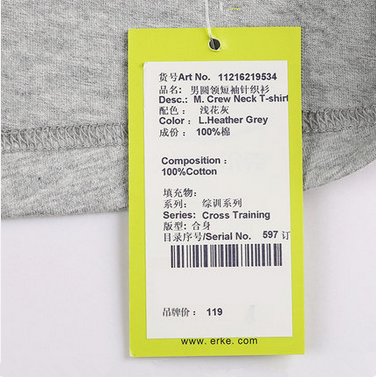 货号Art No. 11216219534
品名: 男圆领短袖针织衫
Desc.: M. Crew Neck T-shirt
配色 : 浅花灰
Color : L.Heather Grey
成份 : 100%棉
Composition :
100%Cotton
填充物:
系列: 综训系列
Series: Cross Training
版型: 合身
目录序号/Serial No. 597 订
吊牌价: 119
www. erke. com